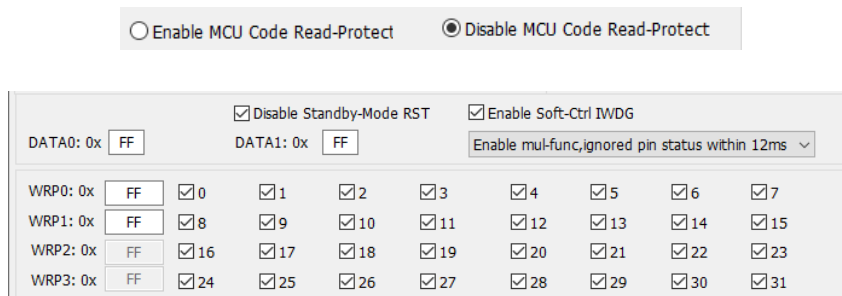 Enable MCU Code Read-Protect Disable MCU Code Read-Protect
Disable Standby-Mode RST Enable Soft-Ctrl IWDG
DATA0: 0x FF DATA1: 0x FF Enable mul-func,ignored pin status within 12ms
WRP0: 0x FF 0 1 2 3 4 5 6 7
WRP1: 0x FF 8 9 10 11 12 13 14 15
WRP2: 0x FF 16 17 18 19 20 21 22 23
WRP3: 0x FF 24 25 26 27 28 29 30 31